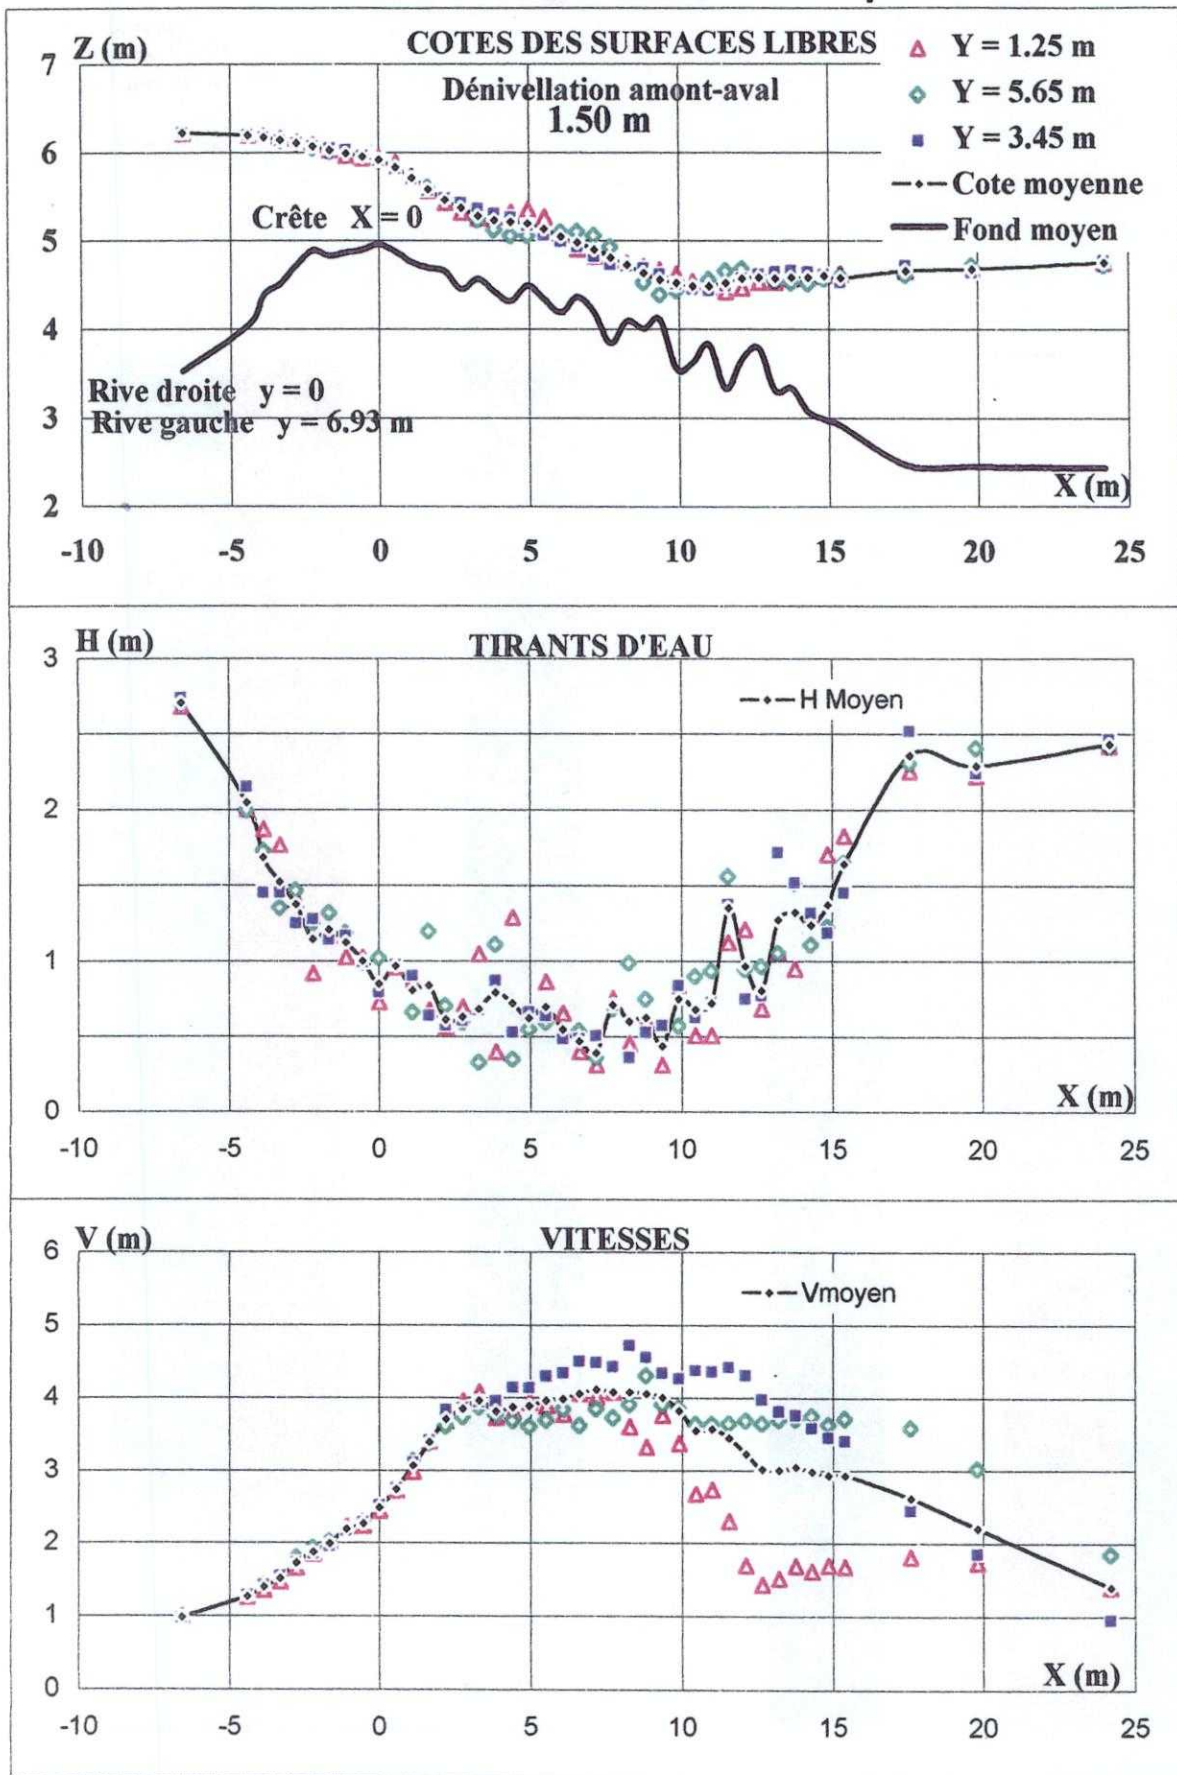 Z (m)
COTES DES SURFACES LIBRES
Dénivellation amont-aval
1.50 m
Y = 1.25 m
Y = 5.65 m
Y = 3.45 m
Cote moyenne
Fond moyen
Crête X = 0
Rive droite y = 0
Rive gauche y = 6.93 m
7
6
5
4
3
2
X (m)
-10 -5 0 5 10 15 20 25
H (m)
TIRANTS D'EAU
H Moyen
3
2
1
0
X (m)
-10 -5 0 5 10 15 20 25
V (m)
VITESSES
Vmoyen
6
5
4
3
2
1
0
X (m)
-10 -5 0 5 10 15 20 25